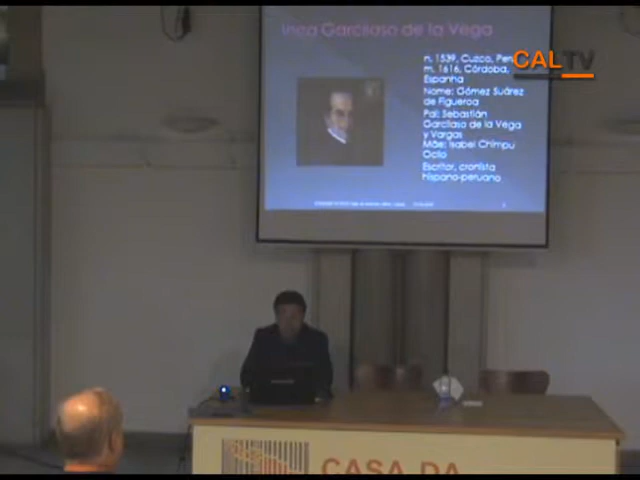 Inca Garcilaso de la Vega
n. 1539, Cuzco, Peru
m. 1616, Córdoba,
Espanha
Nome: Gómez Suárez
de Figueroa
Pai: Sebastián
Garcilaso de la Vega
y Vargas
Mãe: Isabel Chimpu
Ocllo
Escritor, cronista
hispano-peruano
CALTV
CASA DA